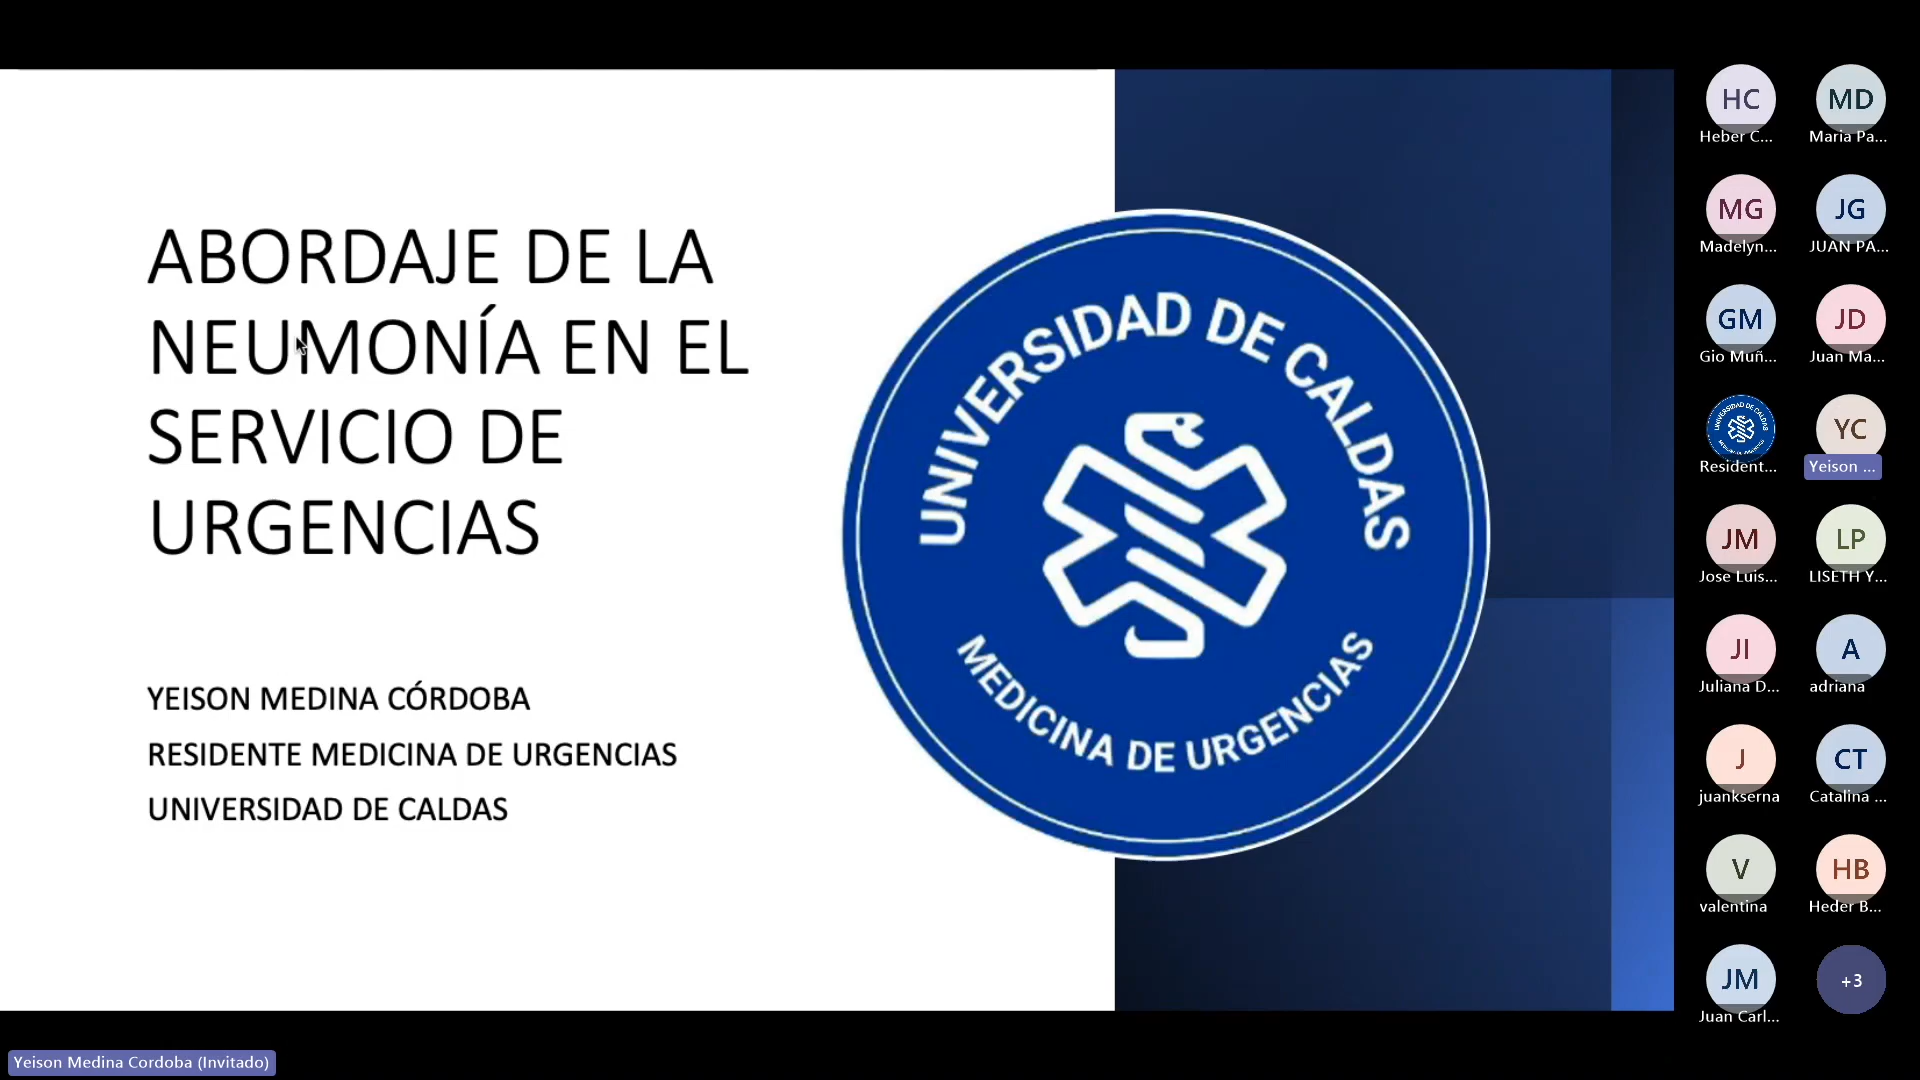 ABORDAJE DE LA
NEUMONÍA EN EL
SERVICIO DE
URGENCIAS
YEISON MEDINA CÓRDOBA
RESIDENTE MEDICINA DE URGENCIAS
UNIVERSIDAD DE CALDAS
UNIVERSIDAD DE CALDAS
MEDICINA DE URGENCIAS
HC
Heber C...
MD
Maria Pa...
MG
Madelyn...
JG
JUAN PA...
GM
Gio Muñ...
JD
Juan Ma...
Resident...
YC
Yeison ...
JM
Jose Luis...
LP
LISETH Y...
JI
Juliana D...
A
adriana
J
juankserna
CT
Catalina ...
V
valentina
HB
Heder B...
JM
Juan Carl...
+3
Yeison Medina Cordoba (Invitado)